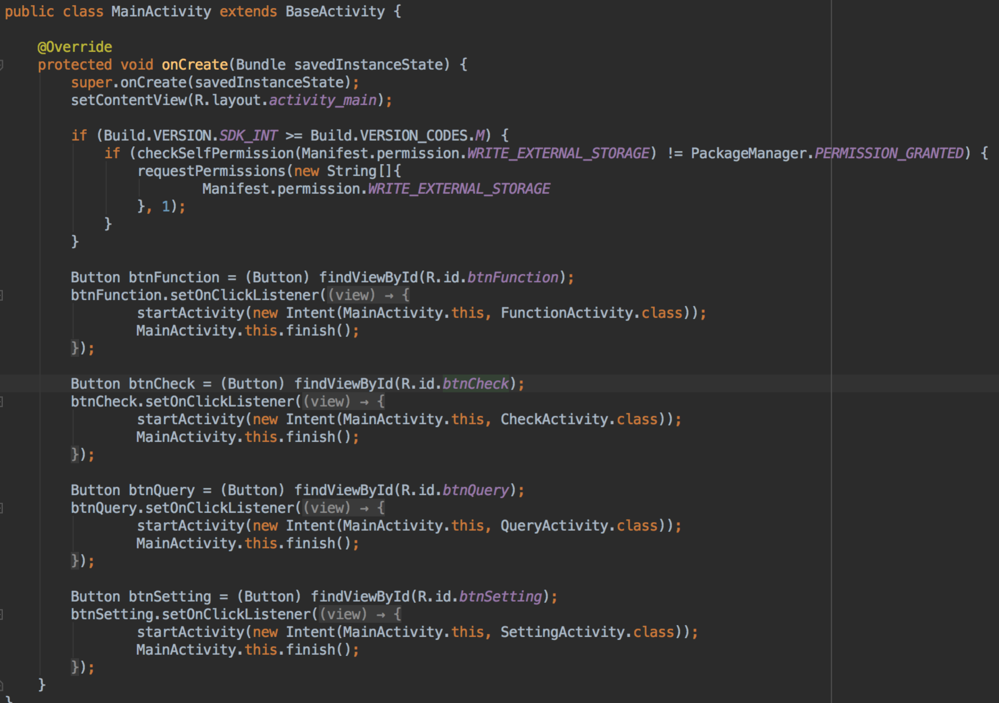 public class MainActivity extends BaseActivity {
@Override
protected void onCreate(Bundle savedInstanceState) {
super.onCreate(savedInstanceState);
setContentView(R.layout.activity_main);
if (Build.VERSION.SDK_INT >= Build.VERSION_CODES.M) {
if (checkSelfPermission(Manifest.permission.WRITE_EXTERNAL_STORAGE) != PackageManager.PERMISSION_GRANTED) {
requestPermissions(new String[]{
Manifest.permission.WRITE_EXTERNAL_STORAGE
}, 1);
}
}
Button btnFunction = (Button) findViewById(R.id.btnFunction);
btnFunction.setOnClickListener((view) → {
startActivity(new Intent(MainActivity.this, FunctionActivity.class));
MainActivity.this.finish();
});
Button btnCheck = (Button) findViewById(R.id.btnCheck);
btnCheck.setOnClickListener((view) → {
startActivity(new Intent(MainActivity.this, CheckActivity.class));
MainActivity.this.finish();
});
Button btnQuery = (Button) findViewById(R.id.btnQuery);
btnQuery.setOnClickListener((view) → {
startActivity(new Intent(MainActivity.this, QueryActivity.class));
MainActivity.this.finish();
});
Button btnSetting = (Button) findViewById(R.id.btnSetting);
btnSetting.setOnClickListener((view) → {
startActivity(new Intent(MainActivity.this, SettingActivity.class));
MainActivity.this.finish();
});
}
}